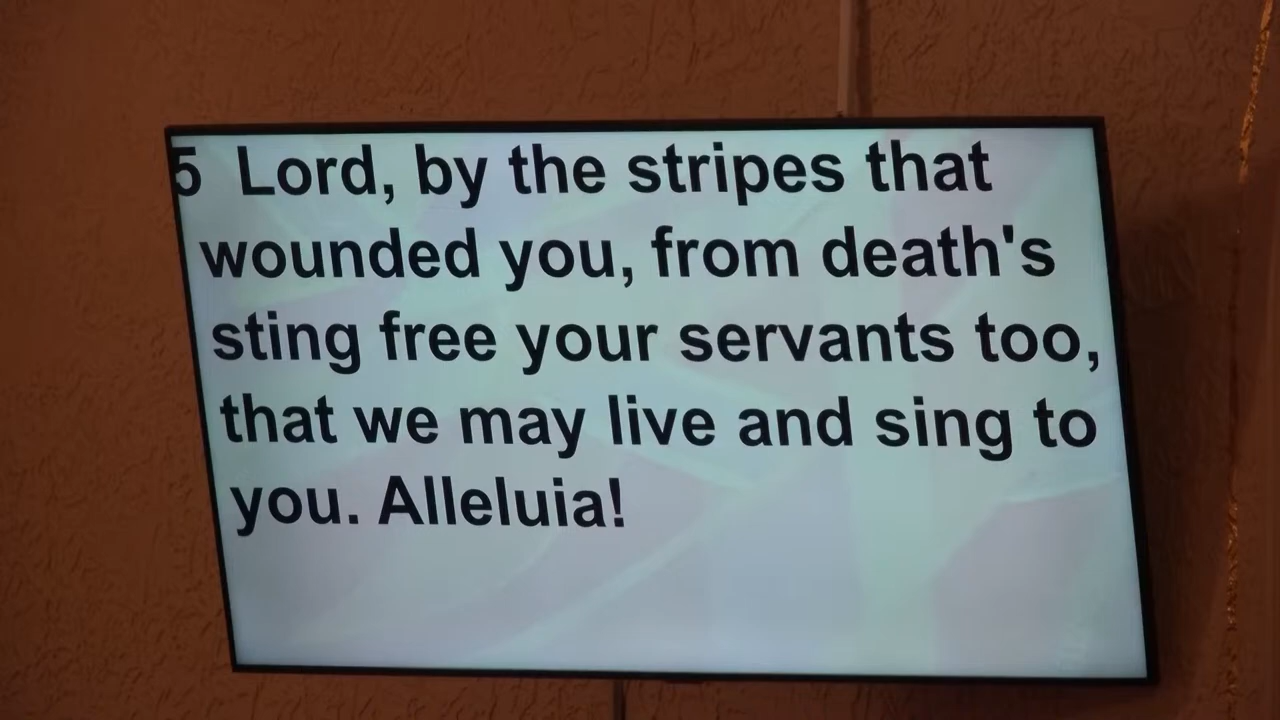 5 Lord, by the stripes that
wounded you, from death's
sting free your servants too,
that we may live and sing to
you. Alleluia!